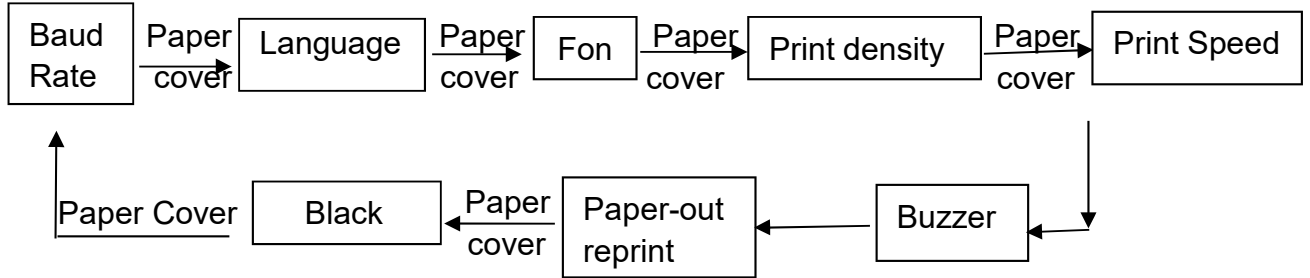 Baud
Rate
Paper
cover
Language
Paper
cover
Fon
Paper
cover
Print density
Paper
cover
Print Speed
Buzzer
Paper-out
reprint
Paper
cover
Black
Paper Cover